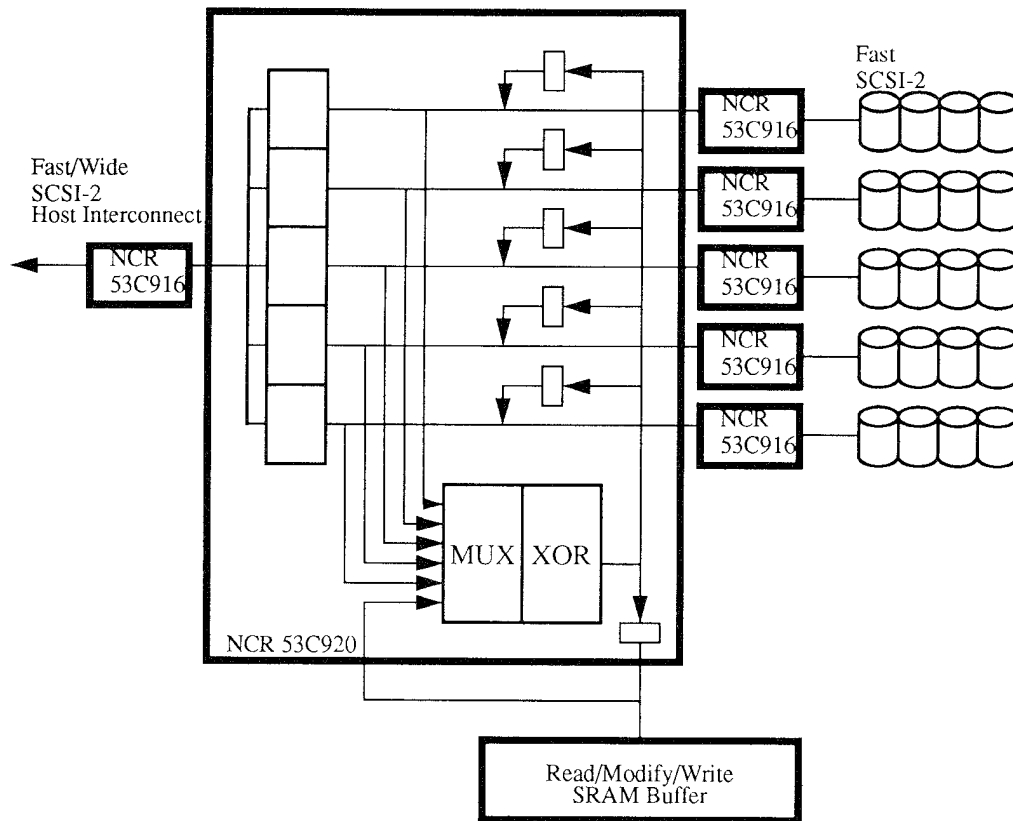 Fast
SCSI-2
NCR
53C916
NCR
53C916
NCR
53C916
NCR
53C916
NCR
53C916
Fast/Wide
SCSI-2
Host Interconnect
NCR
53C916
MUX
XOR
NCR 53C920
Read/Modify/Write
SRAM Buffer